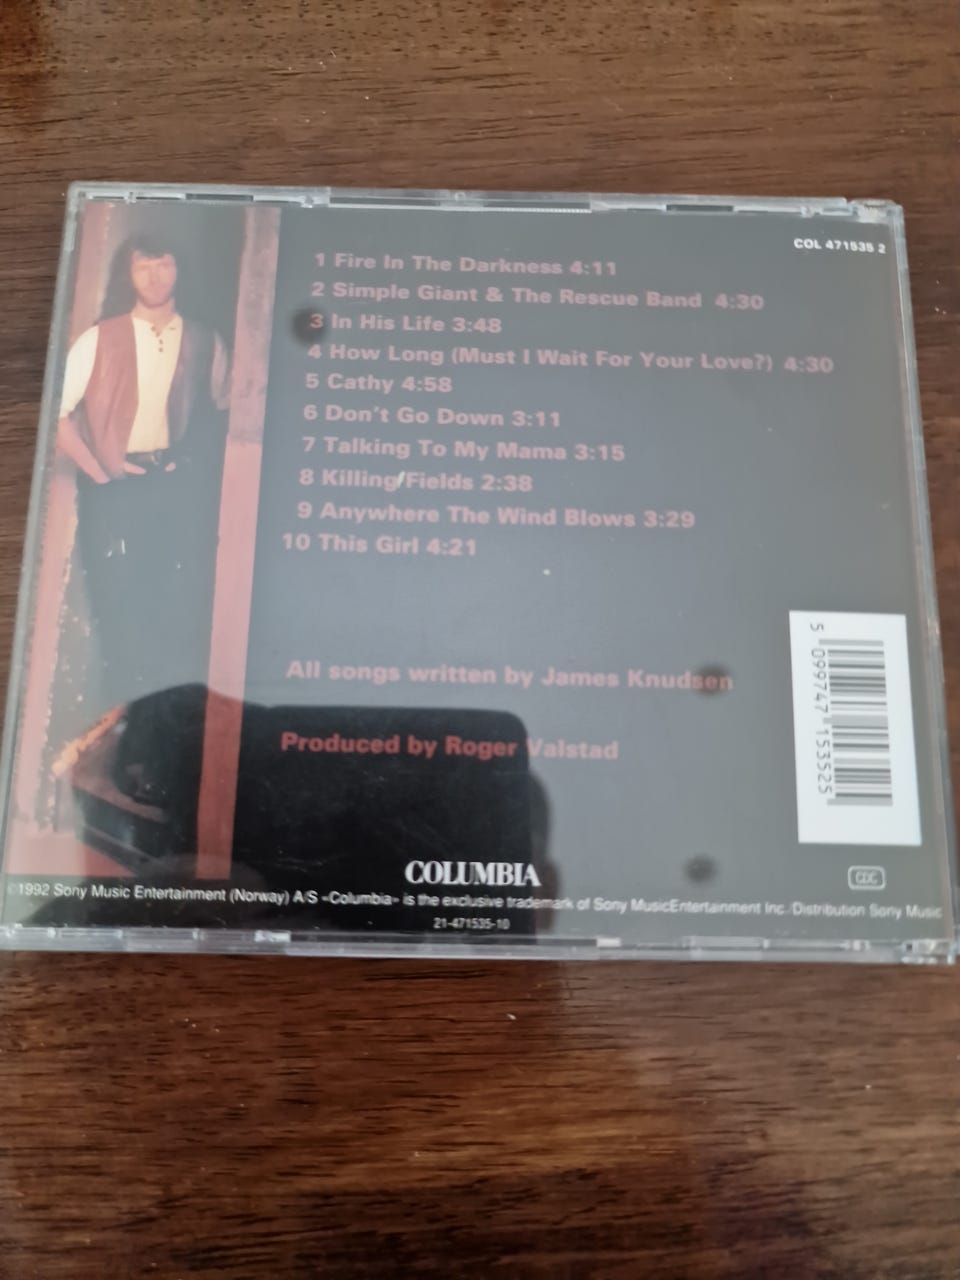 COL 471535 2
1 Fire In The Darkness 4:11
2 Simple Giant & The Rescue Band 4:30
3 In His Life 3:48
4 How Long (Must I Wait For Your Love?) 4:30
5 Cathy 4:58
6 Don't Go Down 3:11
7 Talking To My Mama 3:15
8 Killing Fields 2:38
9 Anywhere The Wind Blows 3:29
10 This Girl 4:21
All songs written by James Knudsen
Produced by Roger Valstad
5 099747 153525
COLUMBIA
CDC
©1992 Sony Music Entertainment (Norway) A/S «Columbia» is the exclusive trademark of Sony MusicEntertainment Inc./Distribution Sony Music
21-471535-10